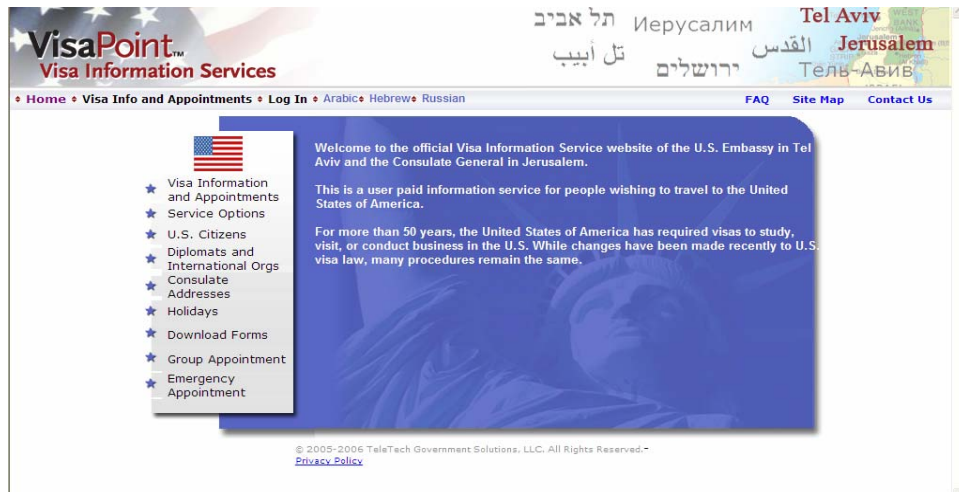 VisaPoint™
Visa Information Services
תל אביב
Иерусалим
Tel Aviv
تل أبيب
ירושלים
القدس
Jerusalem
Тель-Авив
Home Visa Info and Appointments Log In Arabic Hebrew Russian
FAQ Site Map Contact Us
Visa Information
and Appointments
Service Options
U.S. Citizens
Diplomats and
International Orgs
Consulate
Addresses
Holidays
Download Forms
Group Appointment
Emergency
Appointment
Welcome to the official Visa Information Service website of the U.S. Embassy in Tel
Aviv and the Consulate General in Jerusalem.
This is a user paid information service for people wishing to travel to the United
States of America.
For more than 50 years, the United States of America has required visas to study,
visit, or conduct business in the U.S. While changes have been made recently to U.S.
visa law, many procedures remain the same.
© 2005-2006 TeleTech Government Solutions, LLC. All Rights Reserved.-
Privacy Policy